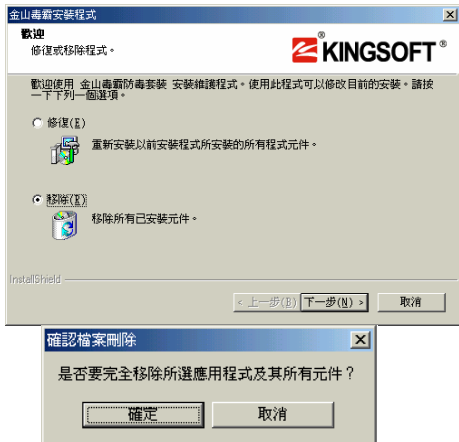 金山毒霸安裝程式
歡迎
修復或移除程式。
KINGSOFT®
歡迎使用 金山毒霸防毒套裝 安裝維護程式。使用此程式可以修改目前的安裝。請按
一下下列一個選項。
修復(E)
重新安裝以前安裝程式所安裝的所有程式元件。
移除(R)
移除所有已安裝元件。
InstallShield
< 上一步(B) 下一步(N) > 取消
確認檔案刪除
是否要完全移除所選應用程式及其所有元件？
確定 取消